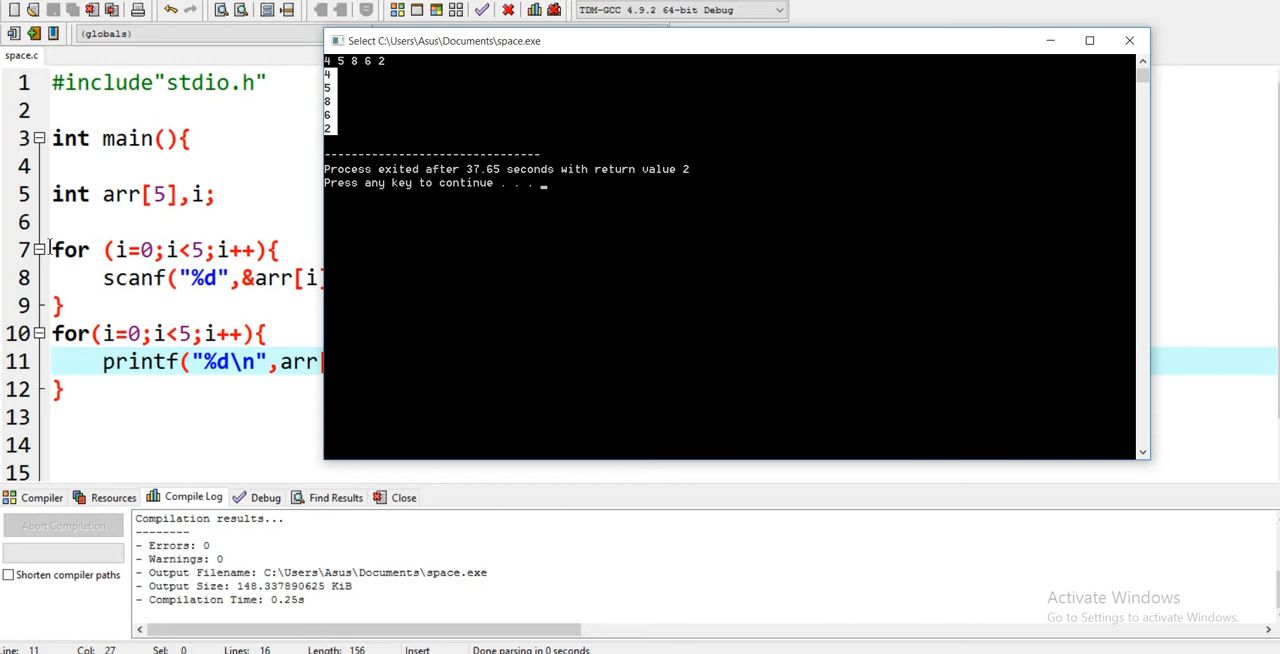 TDM-GCC 4.9.2 64-bit Debug
(globals)
space.c
Select C:\Users\Asus\Documents\space.exe
1 #include"stdio.h"
2
3 int main(){
4
5 int arr[5],i;
6
7 for (i=0;i<5;i++){
8 scanf("%d",&arr[i]
9 }
10 for(i=0;i<5;i++){
11 printf("%d\n",arr[
12 }
13
14
15
4 5 8 6 2
4
5
8
6
2
--------------------------------
Process exited after 37.65 seconds with return value 2
Press any key to continue . . .
Compiler Resources Compile Log Debug Find Results Close
Abort Compilation
Shorten compiler paths
Compilation results...
--------
- Errors: 0
- Warnings: 0
- Output Filename: C:\Users\Asus\Documents\space.exe
- Output Size: 148.337890625 KiB
- Compilation Time: 0.25s
Activate Windows
Go to Settings to activate Windows.
Line: 11 Col: 27 Sel: 0 Lines: 16 Length: 156 Insert Done parsing in 0 seconds